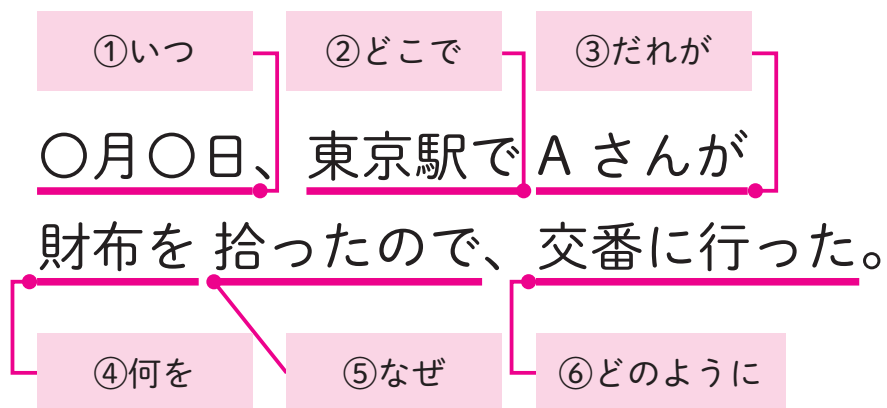 ①いつ ②どこで ③だれが
〇月〇日、東京駅で A さんが
財布を 拾ったので、交番に行った。
④何を ⑤なぜ ⑥どのように